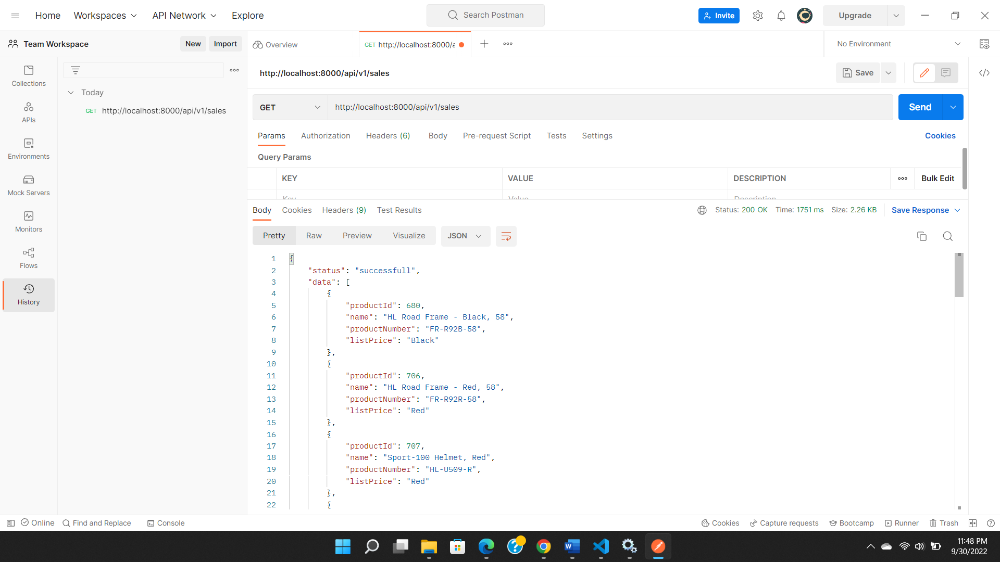 Home Workspaces API Network Explore Search Postman Invite Upgrade
Team Workspace New Import Overview GET http://localhost:8000/a No Environment
Collections
APIs
Environments
Mock Servers
Monitors
Flows
History
Today
GET http://localhost:8000/api/v1/sales
http://localhost:8000/api/v1/sales Save
GET http://localhost:8000/api/v1/sales Send
Params Authorization Headers (6) Body Pre-request Script Tests Settings Cookies
Query Params
KEY VALUE DESCRIPTION Bulk Edit
Key Value Description
Body Cookies Headers (9) Test Results Status: 200 OK Time: 1751 ms Size: 2.26 KB Save Response
Pretty Raw Preview Visualize JSON
1 {
2 "status": "successfull",
3 "data": [
4 {
5 "productId": 680,
6 "name": "HL Road Frame - Black, 58",
7 "productNumber": "FR-R92B-58",
8 "listPrice": "Black"
9 },
10 {
11 "productId": 706,
12 "name": "HL Road Frame - Red, 58",
13 "productNumber": "FR-R92R-58",
14 "listPrice": "Red"
15 },
16 {
17 "productId": 707,
18 "name": "Sport-100 Helmet, Red",
19 "productNumber": "HL-U509-R",
20 "listPrice": "Red"
21 },
22 {
Online Find and Replace Console Cookies Capture requests Bootcamp Runner Trash
11:48 PM
9/30/2022